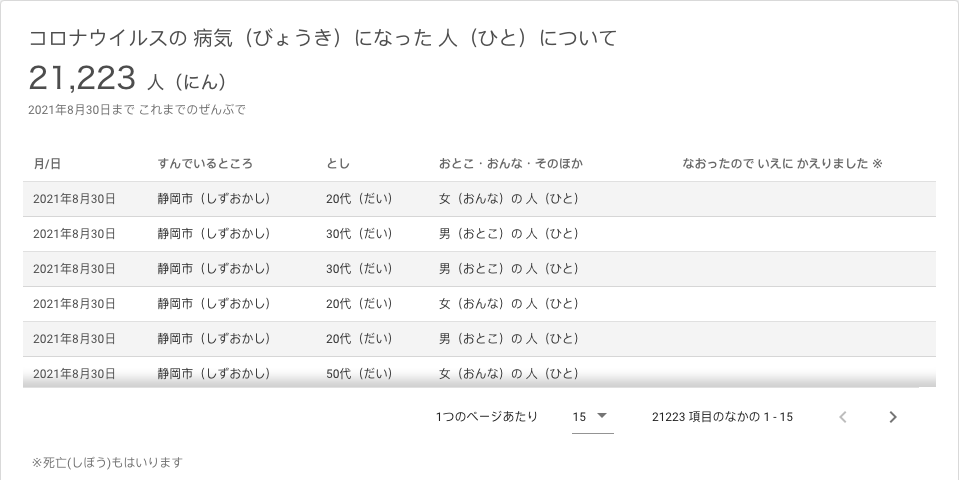 コロナウイルスの 病気（びょうき）になった 人（ひと）について
21,223 人（にん）
2021年8月30日まで これまでのぜんぶで
月/日 すんでいるところ とし おとこ・おんな・そのほか なおったので いえに かえりました ※
2021年8月30日 静岡市（しずおかし） 20代（だい） 女（おんな）の 人（ひと）
2021年8月30日 静岡市（しずおかし） 30代（だい） 男（おとこ）の 人（ひと）
2021年8月30日 静岡市（しずおかし） 30代（だい） 男（おとこ）の 人（ひと）
2021年8月30日 静岡市（しずおかし） 20代（だい） 女（おんな）の 人（ひと）
2021年8月30日 静岡市（しずおかし） 20代（だい） 男（おとこ）の 人（ひと）
2021年8月30日 静岡市（しずおかし） 50代（だい） 女（おんな）の 人（ひと）
1つのページあたり 15 21223 項目のなかの 1 - 15
※死亡(しぼう)もはいります